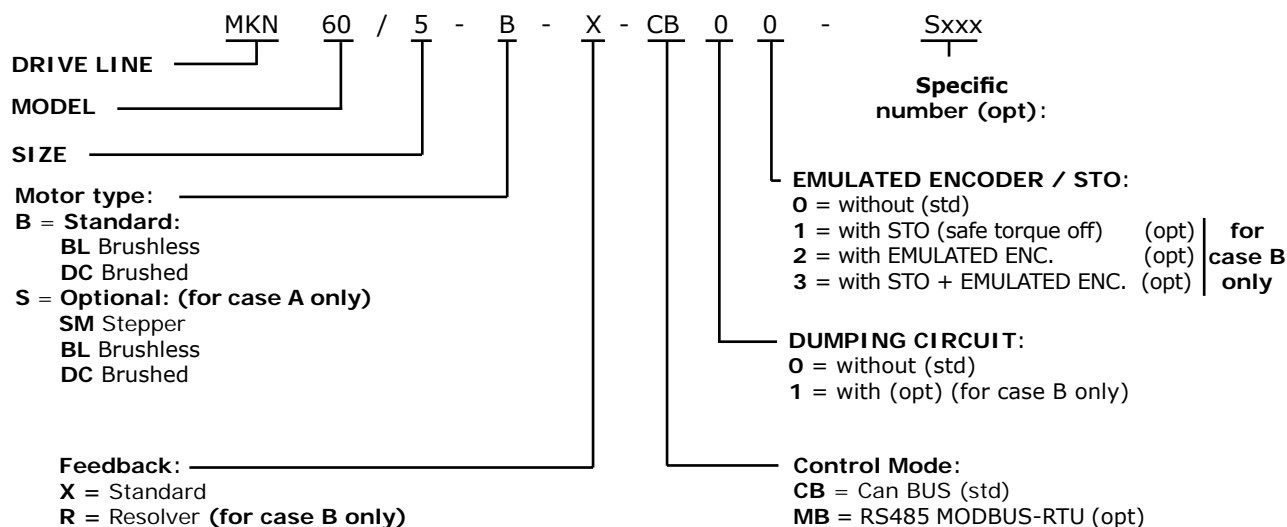 MKN 60 / 5 - B - X - CB 0 0 - Sxxx
DRIVE LINE
MODEL
SIZE
Specific
number (opt):
Motor type:
B = Standard:
BL Brushless
DC Brushed
S = Optional: (for case A only)
SM Stepper
BL Brushless
DC Brushed
EMULATED ENCODER / STO:
0 = without (std)
1 = with STO (safe torque off) (opt)
2 = with EMULATED ENC. (opt)
3 = with STO + EMULATED ENC. (opt)
for
case B
only
DUMPING CIRCUIT:
0 = without (std)
1 = with (opt) (for case B only)
Feedback:
X = Standard
R = Resolver (for case B only)
Control Mode:
CB = Can BUS (std)
MB = RS485 MODBUS-RTU (opt)